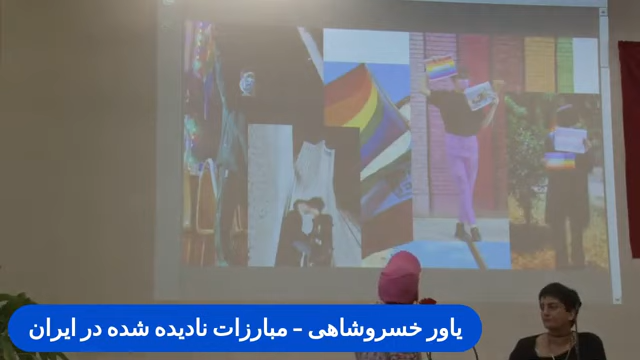 یاور خسروشاهی - مبارزات نادیده شده در ایران